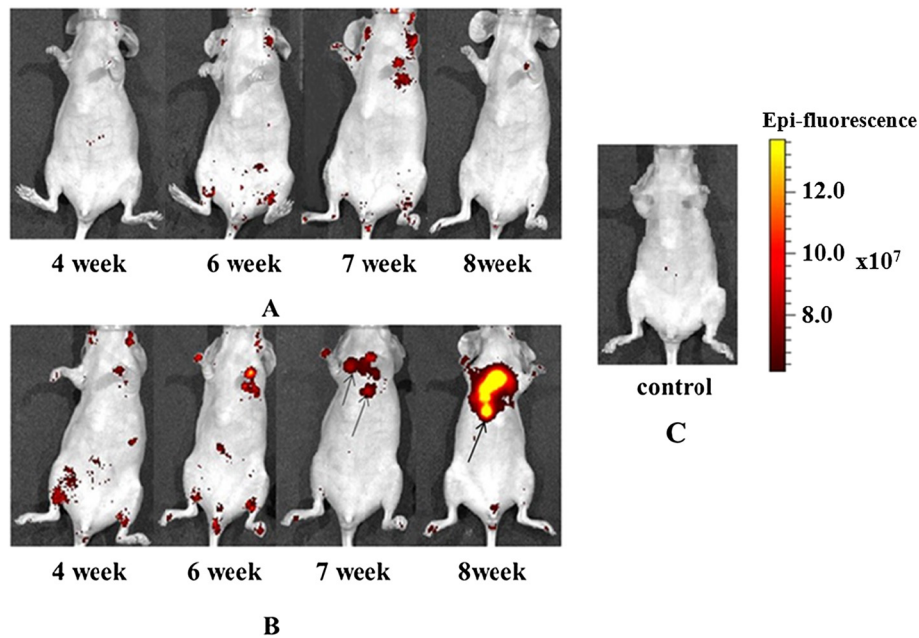 4 week
6 week
7 week
8week
A
4 week
6 week
7 week
8week
B
control
C
Epi-fluorescence
12.0
10.0
x10⁷
8.0